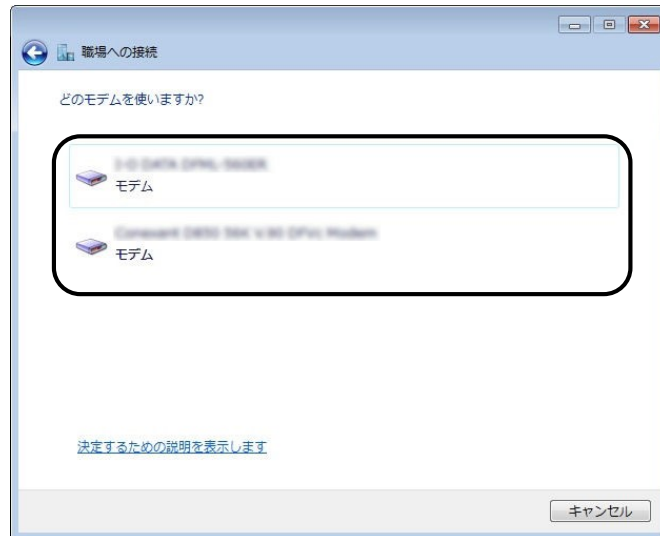 職場への接続
どのモデムを使いますか?
モデム
モデム
決定するための説明を表示します
キャンセル